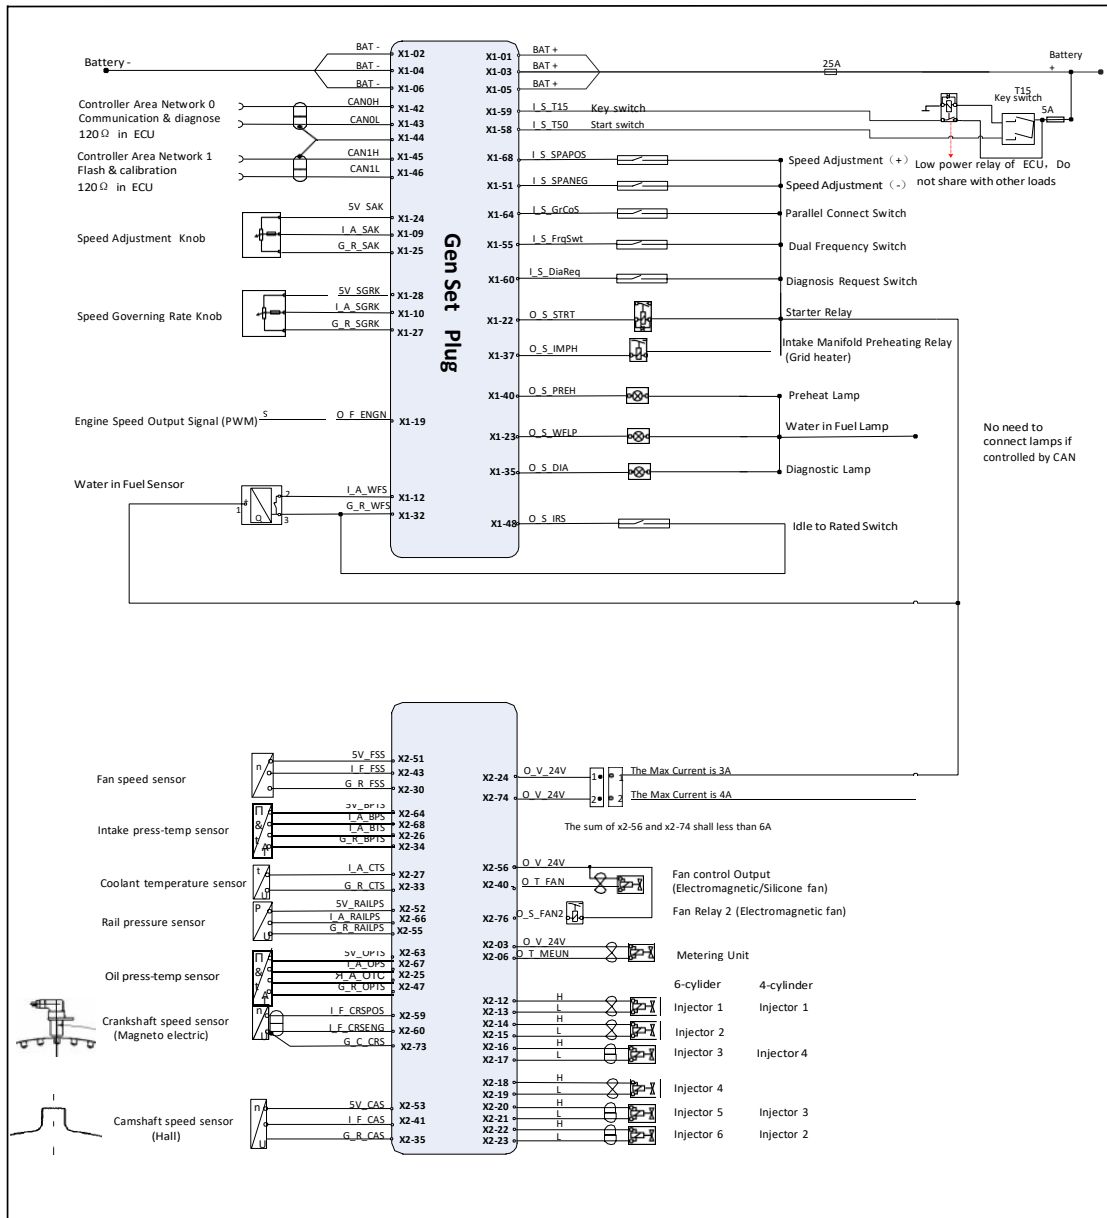 BAT -
X1-02
Battery -
BAT -
X1-04
BAT -
X1-06
Controller Area Network 0
Communication & diagnose
120Ω in ECU
CAN0H
X1-42
CAN0L
X1-43
X1-44
Controller Area Network 1
Flash & calibration
120Ω in ECU
CAN1H
X1-45
CAN1L
X1-46
Speed Adjustment Knob
5V_SAK
X1-24
I_A_SAK
X1-09
G_R_SAK
X1-25
Speed Governing Rate Knob
5V_SGRK
X1-28
I_A_SGRK
X1-10
G_R_SGRK
X1-27
Engine Speed Output Signal (PWM)
S
O_F_ENGN
X1-19
Water in Fuel Sensor
1
Q
2
3
I_A_WFS
X1-12
G_R_WFS
X1-32
Gen Set Plug
X1-01
BAT +
X1-03
BAT +
X1-05
BAT +
25A
Battery
+
X1-59
I_S_T15
Key switch
X1-58
I_S_T50
Start switch
T15
Key switch
5A
Low power relay of ECU, Do
not share with other loads
X1-68
I_S_SPAPOS
Speed Adjustment (+)
X1-51
I_S_SPANEG
Speed Adjustment (-)
X1-64
I_S_GrCoS
Parallel Connect Switch
X1-55
I_S_FrqSwt
Dual Frequency Switch
X1-60
I_S_DiaReq
Diagnosis Request Switch
X1-22
O_S_STRT
Starter Relay
X1-37
O_S_IMPH
Intake Manifold Preheating Relay
(Grid heater)
X1-40
O_S_PREH
Preheat Lamp
X1-23
O_S_WFLP
Water in Fuel Lamp
X1-35
O_S_DIA
Diagnostic Lamp
No need to
connect lamps if
controlled by CAN
X1-48
O_S_IRS
Idle to Rated Switch
Fan speed sensor
n
5V_FSS
X2-51
I_F_FSS
X2-43
G_R_FSS
X2-30
Intake press-temp sensor
П
&
t
5V_BPTS
X2-64
I_A_BPS
X2-68
I_A_BTS
X2-26
G_R_BPTS
X2-34
Coolant temperature sensor
t
U
I_A_CTS
X2-27
G_R_CTS
X2-33
Rail pressure sensor
P
U
5V_RAILPS
X2-52
I_A_RAILPS
X2-66
G_R_RAILPS
X2-55
Oil press-temp sensor
П
&
t
5V_OPTS
X2-63
I_A_OPS
X2-67
Я_A_OTC
X2-25
G_R_OPTS
X2-47
Crankshaft speed sensor
(Magneto electric)
n
U
I_F_CRSPOS
X2-59
I_F_CRSENG
X2-60
G_C_CRS
X2-73
Camshaft speed sensor
(Hall)
n
U
5V_CAS
X2-53
I_F_CAS
X2-41
G_R_CAS
X2-35
X2-24
O_V_24V
1
1
The Max Current is 3A
X2-74
O_V_24V
2
2
The Max Current is 4A
The sum of x2-56 and x2-74 shall less than 6A
X2-56
O_V_24V
X2-40
O_T_FAN
Fan control Output
(Electromagnetic/Silicone fan)
X2-76
O_S_FAN2
Fan Relay 2 (Electromagnetic fan)
X2-03
O_V_24V
X2-06
O_T_MEUN
Metering Unit
6-cylider
4-cylinder
X2-12
H
X2-13
L
Injector 1
Injector 1
X2-14
H
X2-15
L
Injector 2
X2-16
H
X2-17
L
Injector 3
Injector 4
X2-18
H
X2-19
L
Injector 4
X2-20
H
X2-21
L
Injector 5
Injector 3
X2-22
H
X2-23
L
Injector 6
Injector 2